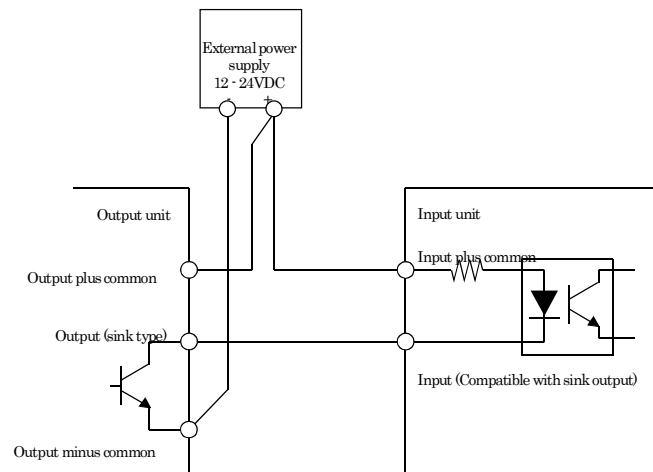 External power
supply
12 - 24VDC
- +
Output unit
Input unit
Input plus common
Output plus common
Output (sink type)
Input (Compatible with sink output)
Output minus common